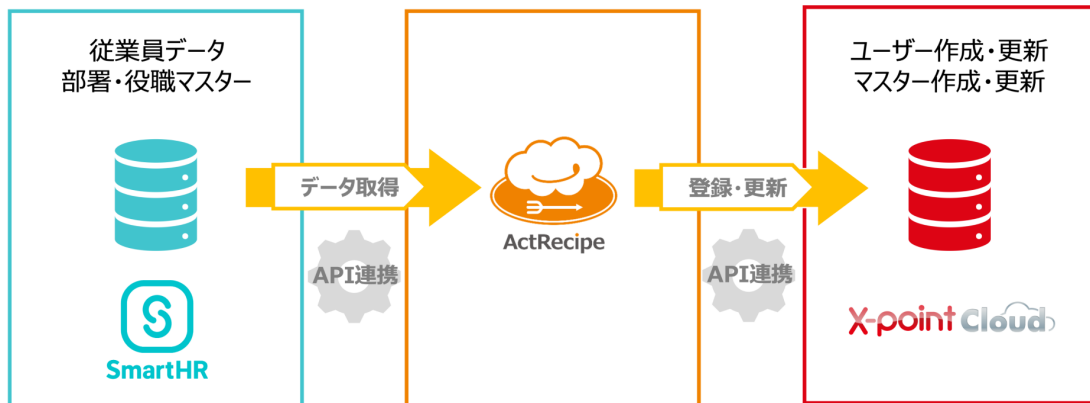 従業員データ
部署・役職マスター
SmartHR
データ取得
API連携
ActRecipe
登録・更新
API連携
ユーザー作成・更新
マスター作成・更新
X-point Cloud